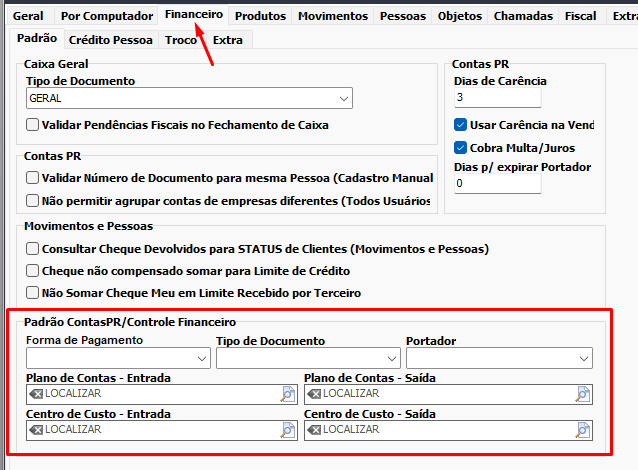 Geral Por Computador Financeiro Produtos Movimentos Pessoas Objetos Chamadas Fiscal Extra
Padrão Crédito Pessoa Troco Extra
Caixa Geral
Tipo de Documento
GERAL
Validar Pendências Fiscais no Fechamento de Caixa
Contas PR
Dias de Carência
3
Usar Carência na Vend
Cobra Multa/Juros
Dias p/ expirar Portador
0
Contas PR
Validar Número de Documento para mesma Pessoa (Cadastro Manual
Não permitir agrupar contas de empresas diferentes (Todos Usuários
Movimentos e Pessoas
Consultar Cheque Devolvidos para STATUS de Clientes (Movimentos e Pessoas)
Cheque não compensado somar para Limite de Crédito
Não Somar Cheque Meu em Limite Recebido por Terceiro
Padrão ContasPR/Controle Financeiro
Forma de Pagamento Tipo de Documento Portador
Plano de Contas - Entrada Plano de Contas - Saída
LOCALIZAR LOCALIZAR
Centro de Custo - Entrada Centro de Custo - Saída
LOCALIZAR LOCALIZAR